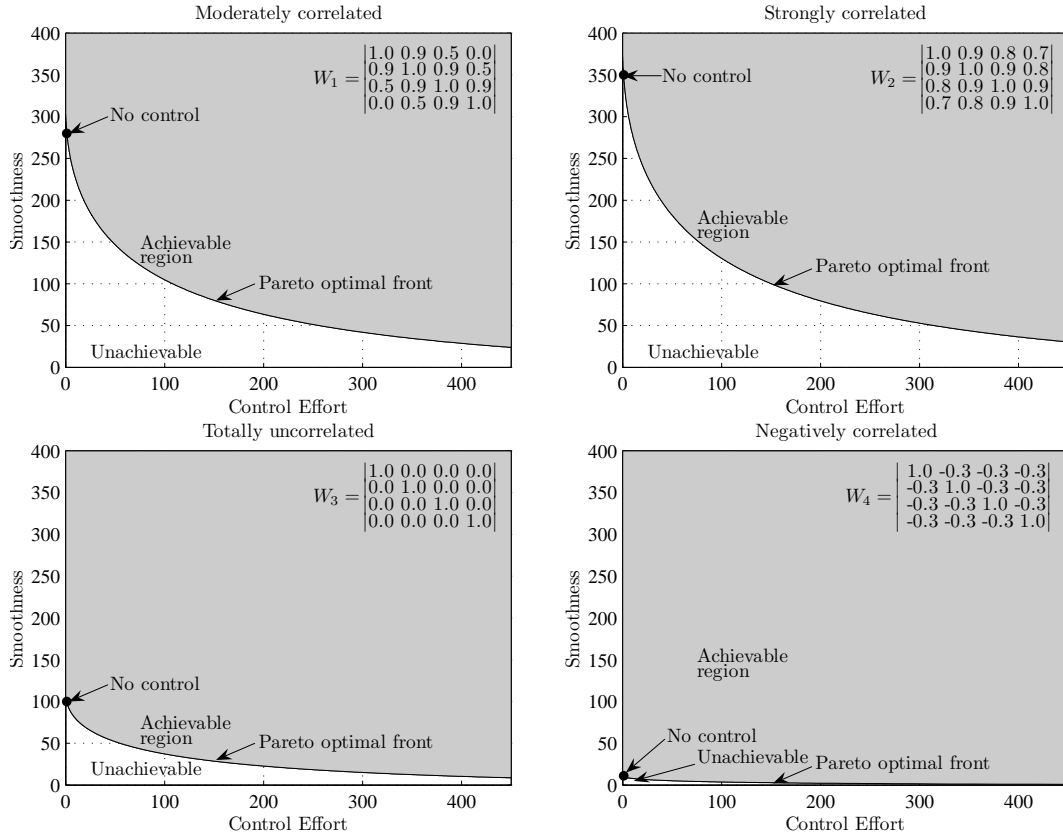 Moderately correlated
400
350
300
250
200
150
100
50
0
0 100 200 300 400
Smoothness
Control Effort
W1 =
1.0 0.9 0.5 0.0
0.9 1.0 0.9 0.5
0.5 0.9 1.0 0.9
0.0 0.5 0.9 1.0
No control
Achievable
region
Pareto optimal front
Unachievable
Strongly correlated
400
350
300
250
200
150
100
50
0
0 100 200 300 400
Smoothness
Control Effort
W2 =
1.0 0.9 0.8 0.7
0.9 1.0 0.9 0.8
0.8 0.9 1.0 0.9
0.7 0.8 0.9 1.0
No control
Achievable
region
Pareto optimal front
Unachievable
Totally uncorrelated
400
350
300
250
200
150
100
50
0
0 100 200 300 400
Smoothness
Control Effort
W3 =
1.0 0.0 0.0 0.0
0.0 1.0 0.0 0.0
0.0 0.0 1.0 0.0
0.0 0.0 0.0 1.0
No control
Achievable
region
Pareto optimal front
Unachievable
Negatively correlated
400
350
300
250
200
150
100
50
0
0 100 200 300 400
Smoothness
Control Effort
W4 =
1.0 -0.3 -0.3 -0.3
-0.3 1.0 -0.3 -0.3
-0.3 -0.3 1.0 -0.3
-0.3 -0.3 -0.3 1.0
Achievable
region
No control
Unachievable
Pareto optimal front